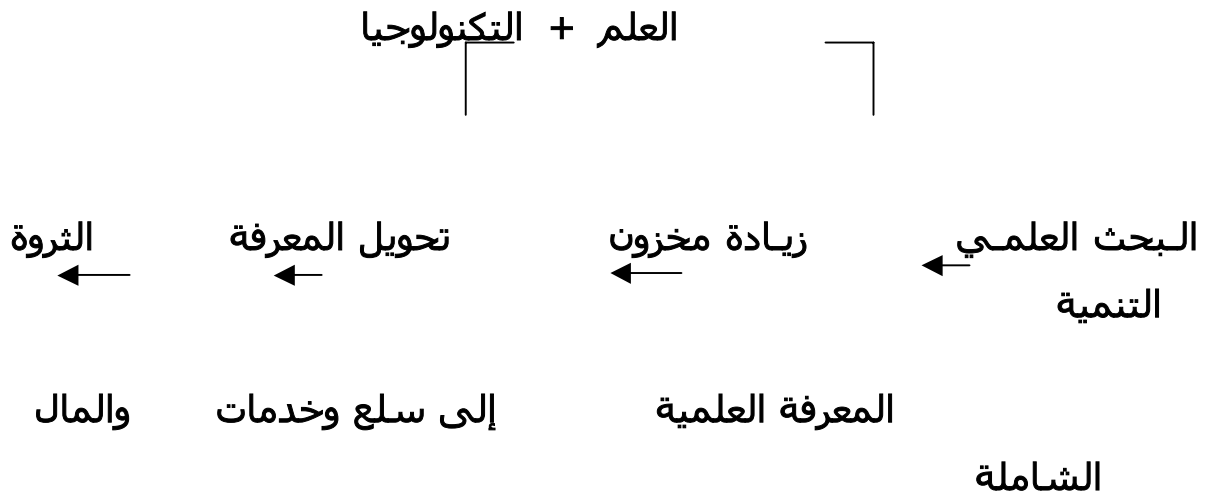 العلم + التكنولوجيا
البحث العلمي زيادة مخزون تحويل المعرفة الثروة
التنمية
المعرفة العلمية إلى سلع وخدمات والمال
الشاملة